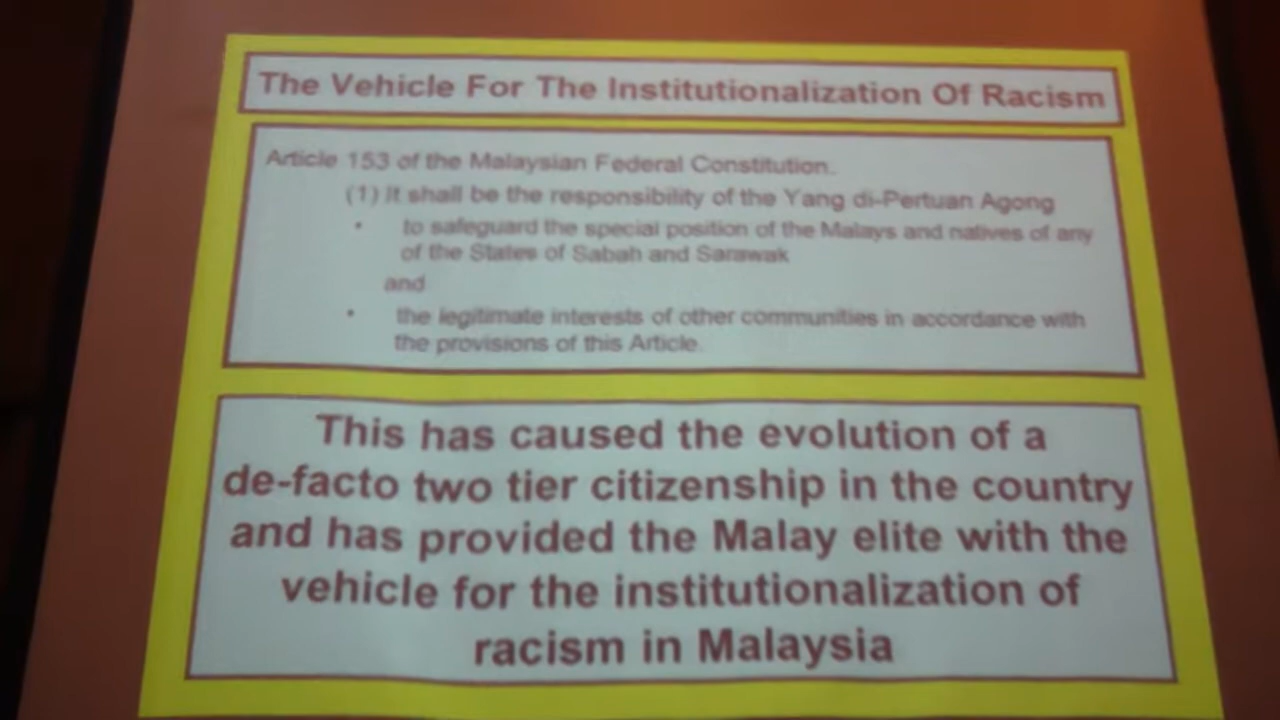 The Vehicle For The Institutionalization Of Racism
Article 153 of the Malaysian Federal Constitution.
(1) It shall be the responsibility of the Yang di-Pertuan Agong
• to safeguard the special position of the Malays and natives of any
of the States of Sabah and Sarawak
and
• the legitimate interests of other communities in accordance with
the provisions of this Article.
This has caused the evolution of a
de-facto two tier citizenship in the country
and has provided the Malay elite with the
vehicle for the institutionalization of
racism in Malaysia